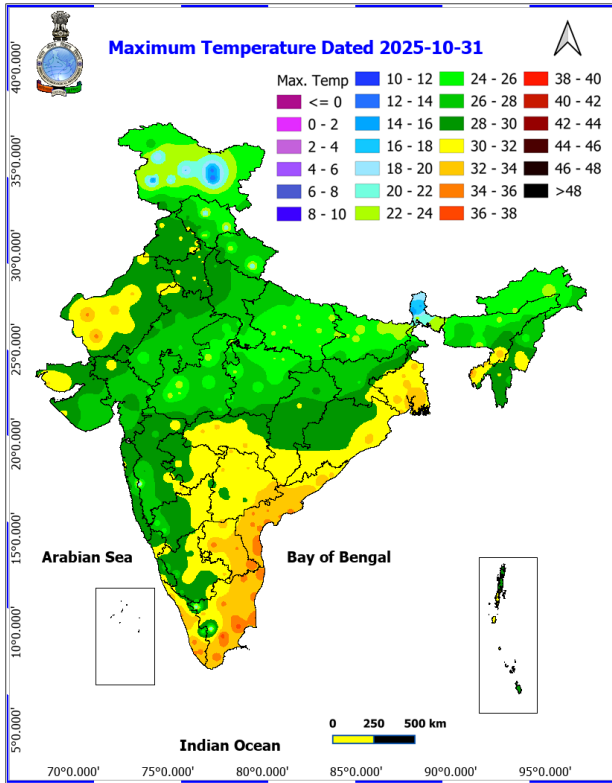 Maximum Temperature Dated 2025-10-31
Max. Temp
<= 0
0 - 2
2 - 4
4 - 6
6 - 8
8 - 10
10 - 12
12 - 14
14 - 16
16 - 18
18 - 20
20 - 22
22 - 24
24 - 26
26 - 28
28 - 30
30 - 32
32 - 34
34 - 36
36 - 38
38 - 40
40 - 42
42 - 44
44 - 46
46 - 48
>48
40°0.000'
35°0.000'
30°0.000'
25°0.000'
20°0.000'
15°0.000'
10°0.000'
5°0.000'
Arabian Sea
Bay of Bengal
0 250 500 km
Indian Ocean
70°0.000' 75°0.000' 80°0.000' 85°0.000' 90°0.000' 95°0.000'